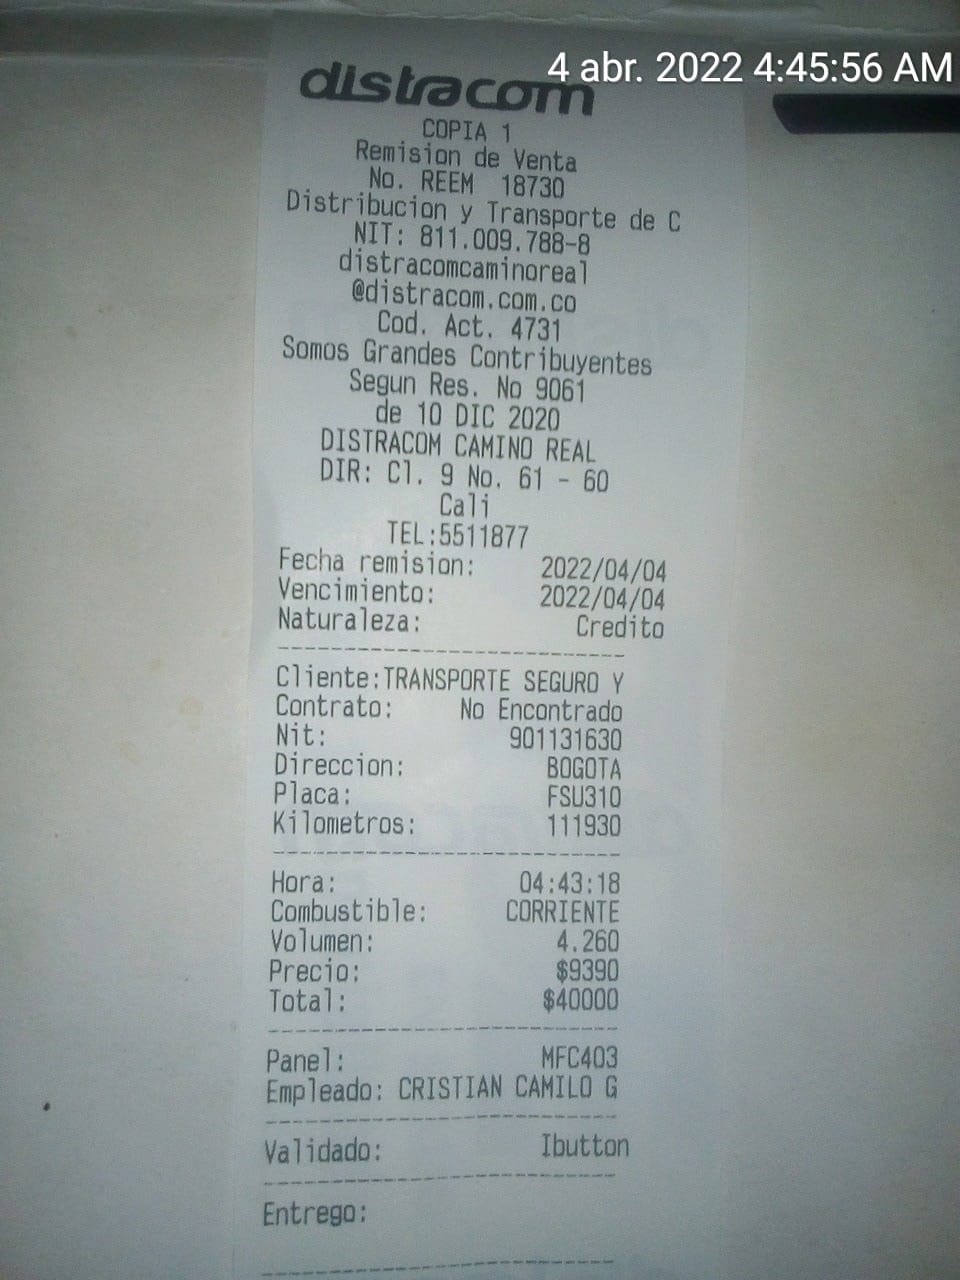 4 abr. 2022 4:45:56 AM
distracom
COPIA 1
Remision de Venta
No. REEM 18730
Distribucion y Transporte de C
NIT: 811.009.788-8
distracomcaminoreal
@distracom.com.co
Cod. Act. 4731
Somos Grandes Contribuyentes
Segun Res. No 9061
de 10 DIC 2020
DISTRACOM CAMINO REAL
DIR: Cl. 9 No. 61 - 60
Cali
TEL:5511877
Fecha remision: 2022/04/04
Vencimiento: 2022/04/04
Naturaleza: Credito
Cliente:TRANSPORTE SEGURO Y
Contrato: No Encontrado
Nit: 901131630
Direccion: BOGOTA
Placa: FSU310
Kilometros: 111930
Hora: 04:43:18
Combustible: CORRIENTE
Volumen: 4.260
Precio: $9390
Total: $40000
Panel: MFC403
Empleado: CRISTIAN CAMILO G
Validado: Ibutton
Entrego: